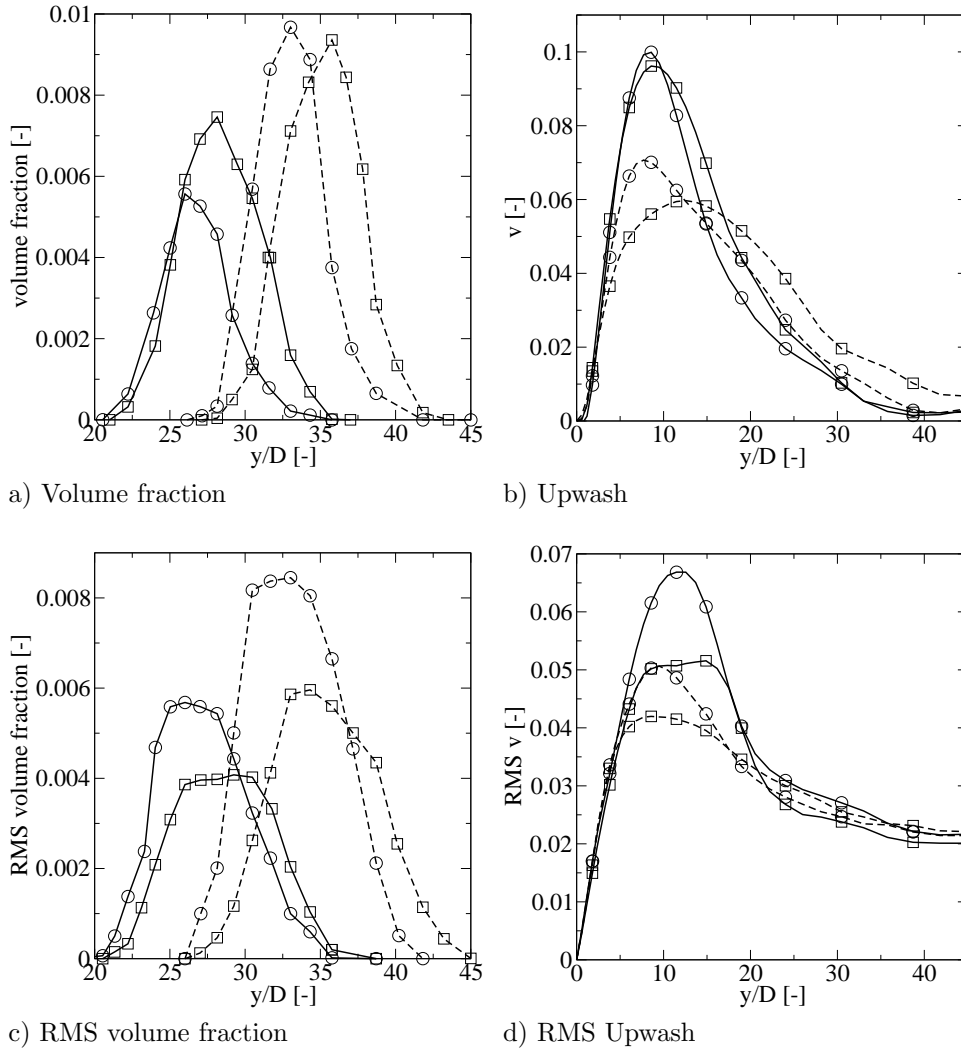 0.01
0.008
0.006
0.004
0.002
0
volume fraction [-]
20 25 30 35 40 45
y/D [-]
a) Volume fraction
0.1
0.08
0.06
0.04
0.02
0
v [-]
0 10 20 30 40
y/D [-]
b) Upwash
0.008
0.006
0.004
0.002
0
RMS volume fraction [-]
20 25 30 35 40 45
y/D [-]
c) RMS volume fraction
0.07
0.06
0.05
0.04
0.03
0.02
0.01
0
RMS v [-]
0 10 20 30 40
y/D [-]
d) RMS Upwash